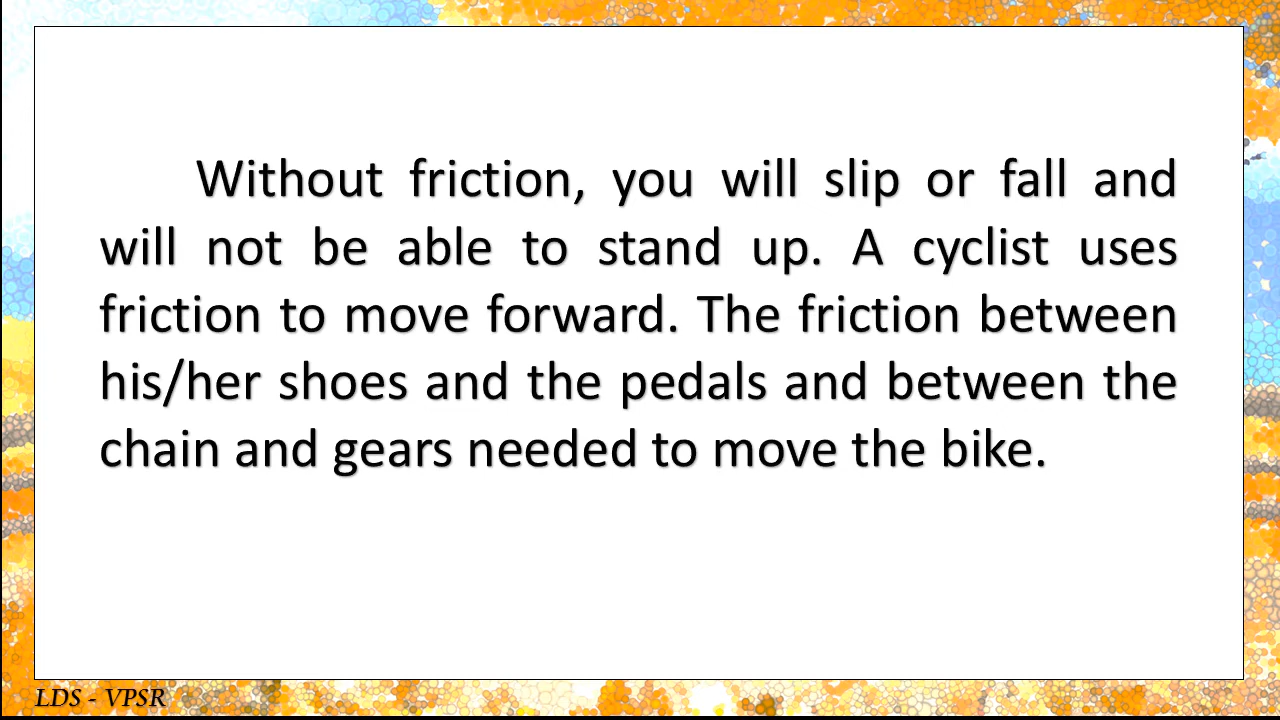 Without friction, you will slip or fall and
will not be able to stand up. A cyclist uses
friction to move forward. The friction between
his/her shoes and the pedals and between the
chain and gears needed to move the bike.
LDS - VPSR